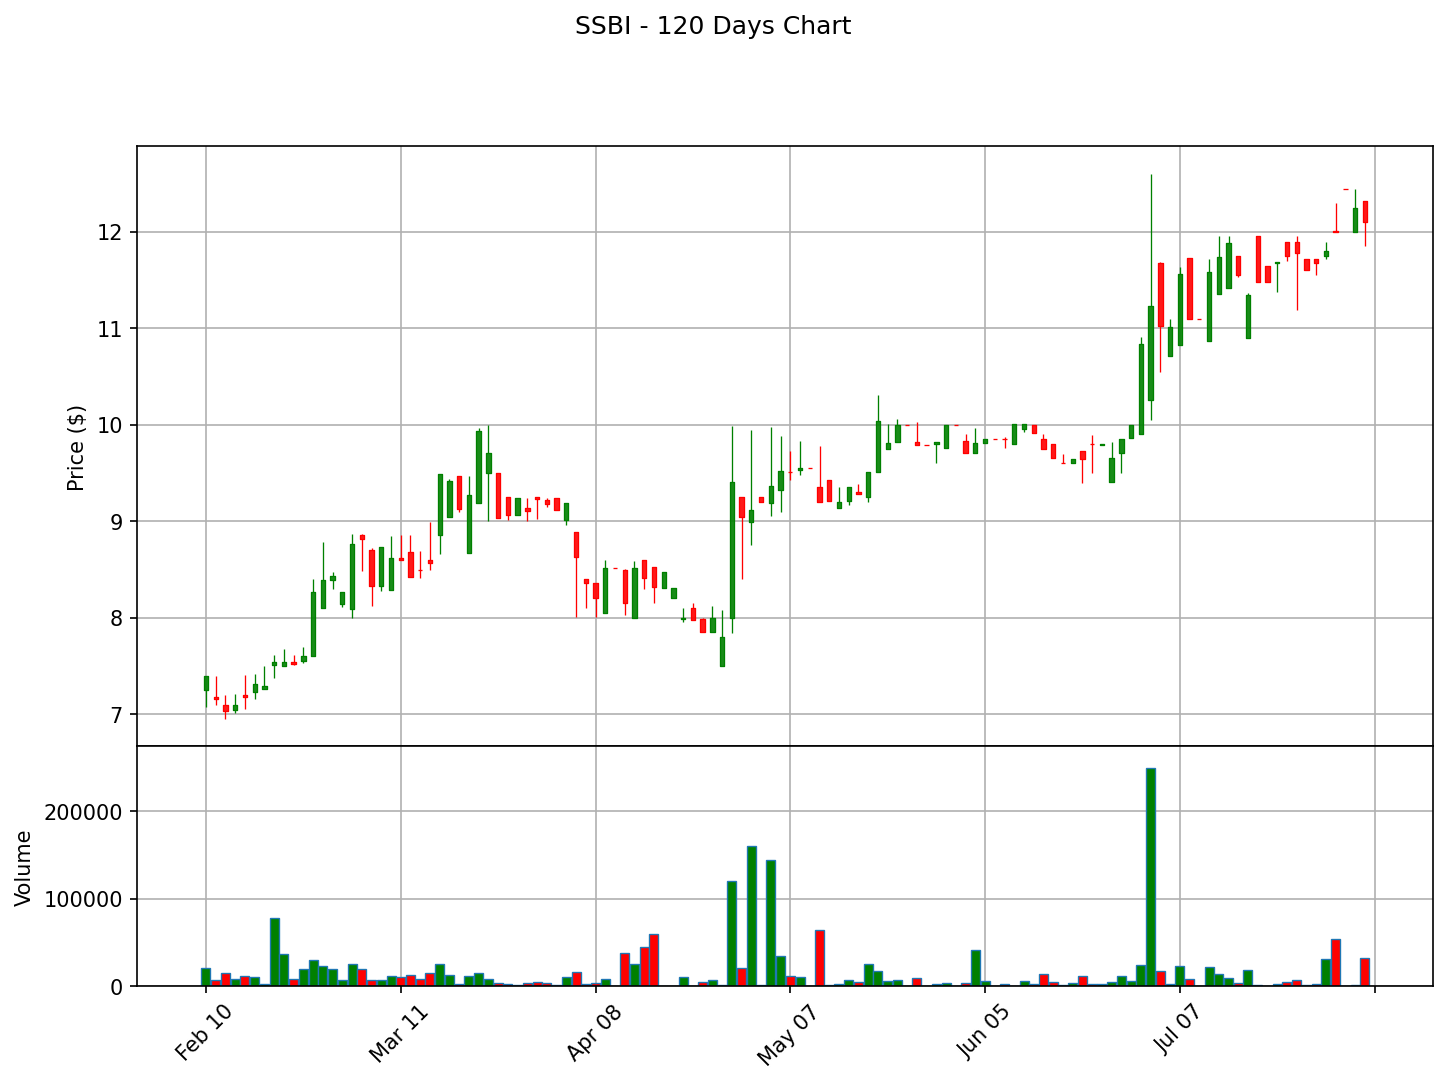 SSBI - 120 Days Chart
Price ($)
12
11
10
9
8
7
Volume
200000
100000
0
Feb 10
Mar 11
Apr 08
May 07
Jun 05
Jul 07